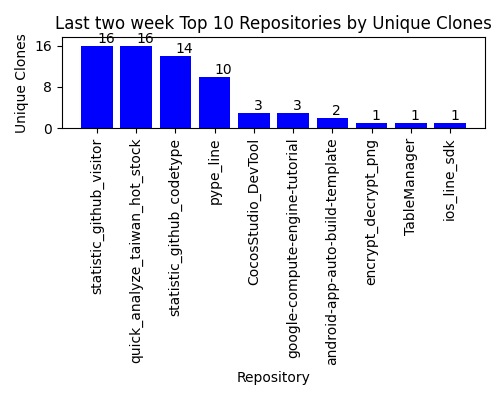 Last two week Top 10 Repositories by Unique Clones
Unique Clones
16
8
0
16
16
14
10
3
3
2
1
1
1
statistic_github_visitor
quick_analyze_taiwan_hot_stock
statistic_github_codetype
pype_line
CocosStudio_DevTool
google-compute-engine-tutorial
android-app-auto-build-template
encrypt_decrypt_png
TableManager
ios_line_sdk
Repository